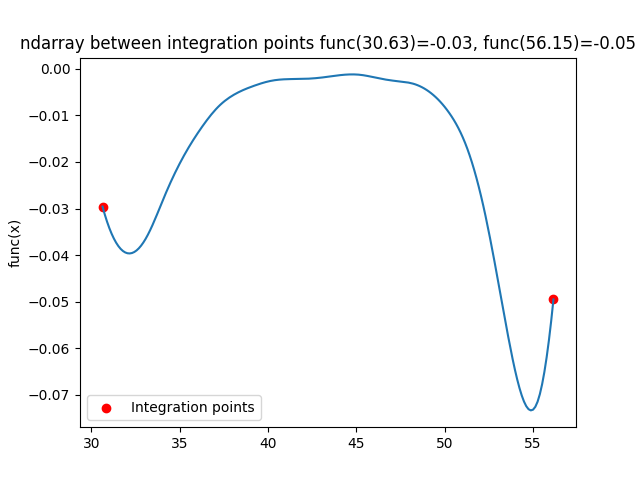 ndarray between integration points func(30.63)=-0.03, func(56.15)=-0.05
0.00
−0.01
−0.02
−0.03
−0.04
−0.05
−0.06
−0.07
func(x)
Integration points
30 35 40 45 50 55